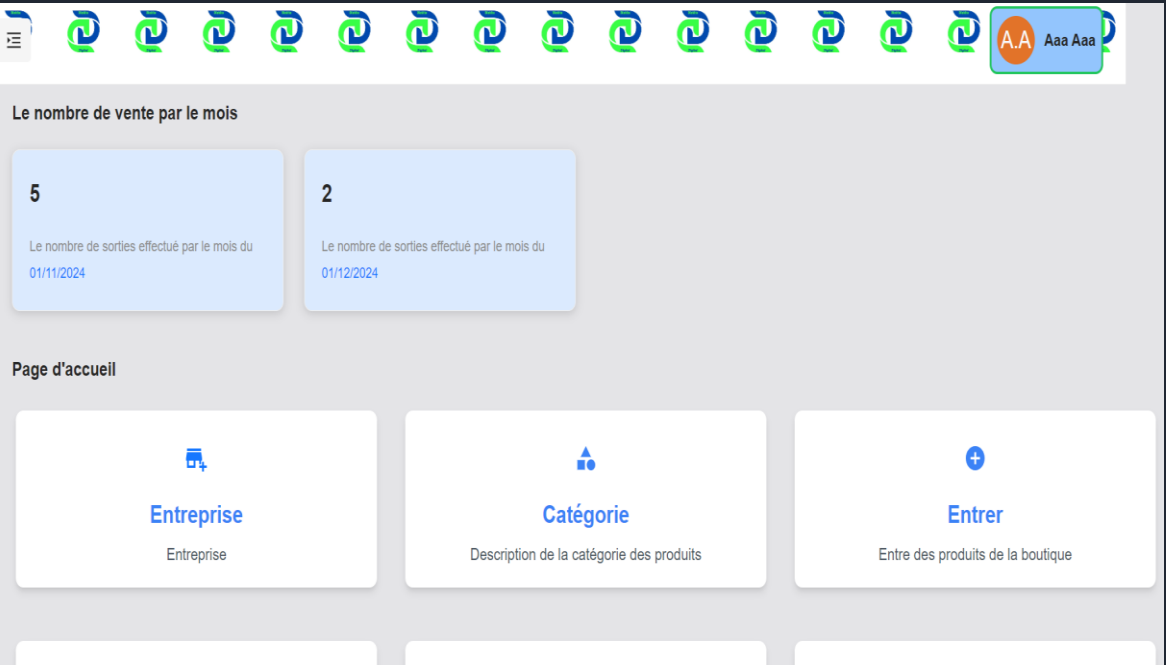 A.A Aaa Aaa
Le nombre de vente par le mois
5
Le nombre de sorties effectué par le mois du
01/11/2024
2
Le nombre de sorties effectué par le mois du
01/12/2024
Page d'accueil
Entreprise
Entreprise
Catégorie
Description de la catégorie des produits
Entrer
Entre des produits de la boutique